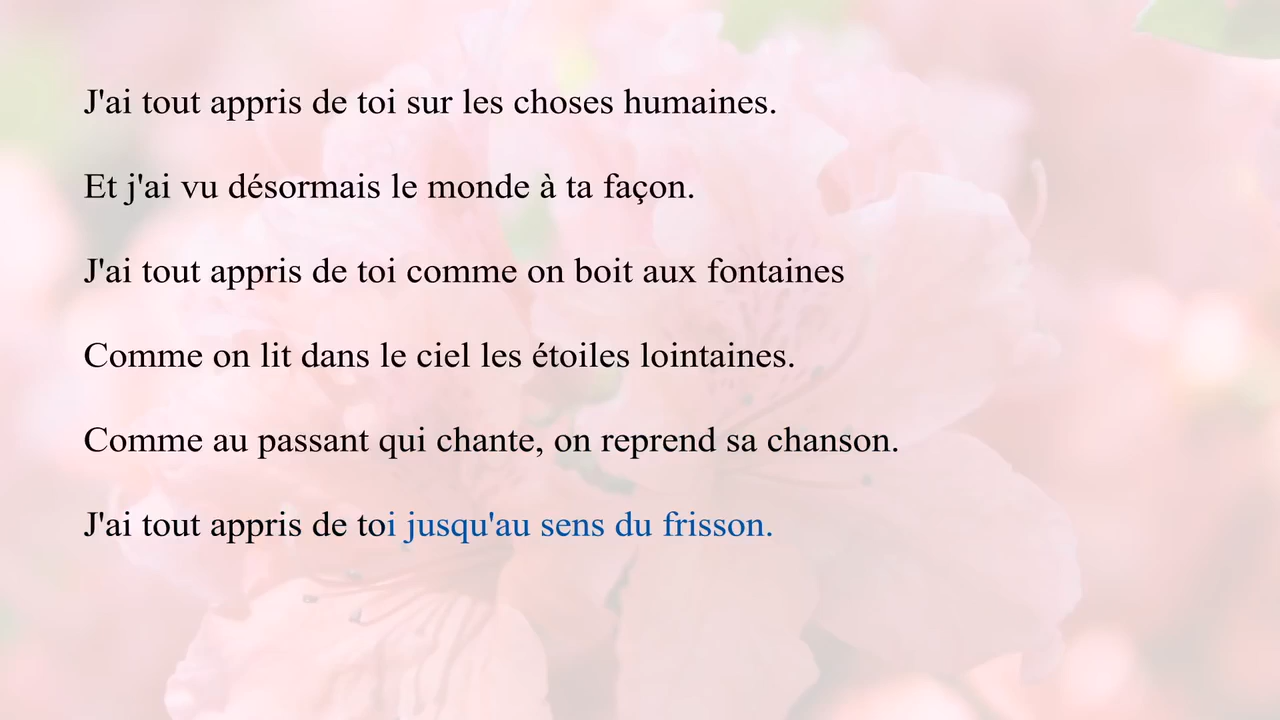 J'ai tout appris de toi sur les choses humaines.
Et j'ai vu désormais le monde à ta façon.
J'ai tout appris de toi comme on boit aux fontaines
Comme on lit dans le ciel les étoiles lointaines.
Comme au passant qui chante, on reprend sa chanson.
J'ai tout appris de toi jusqu'au sens du frisson.